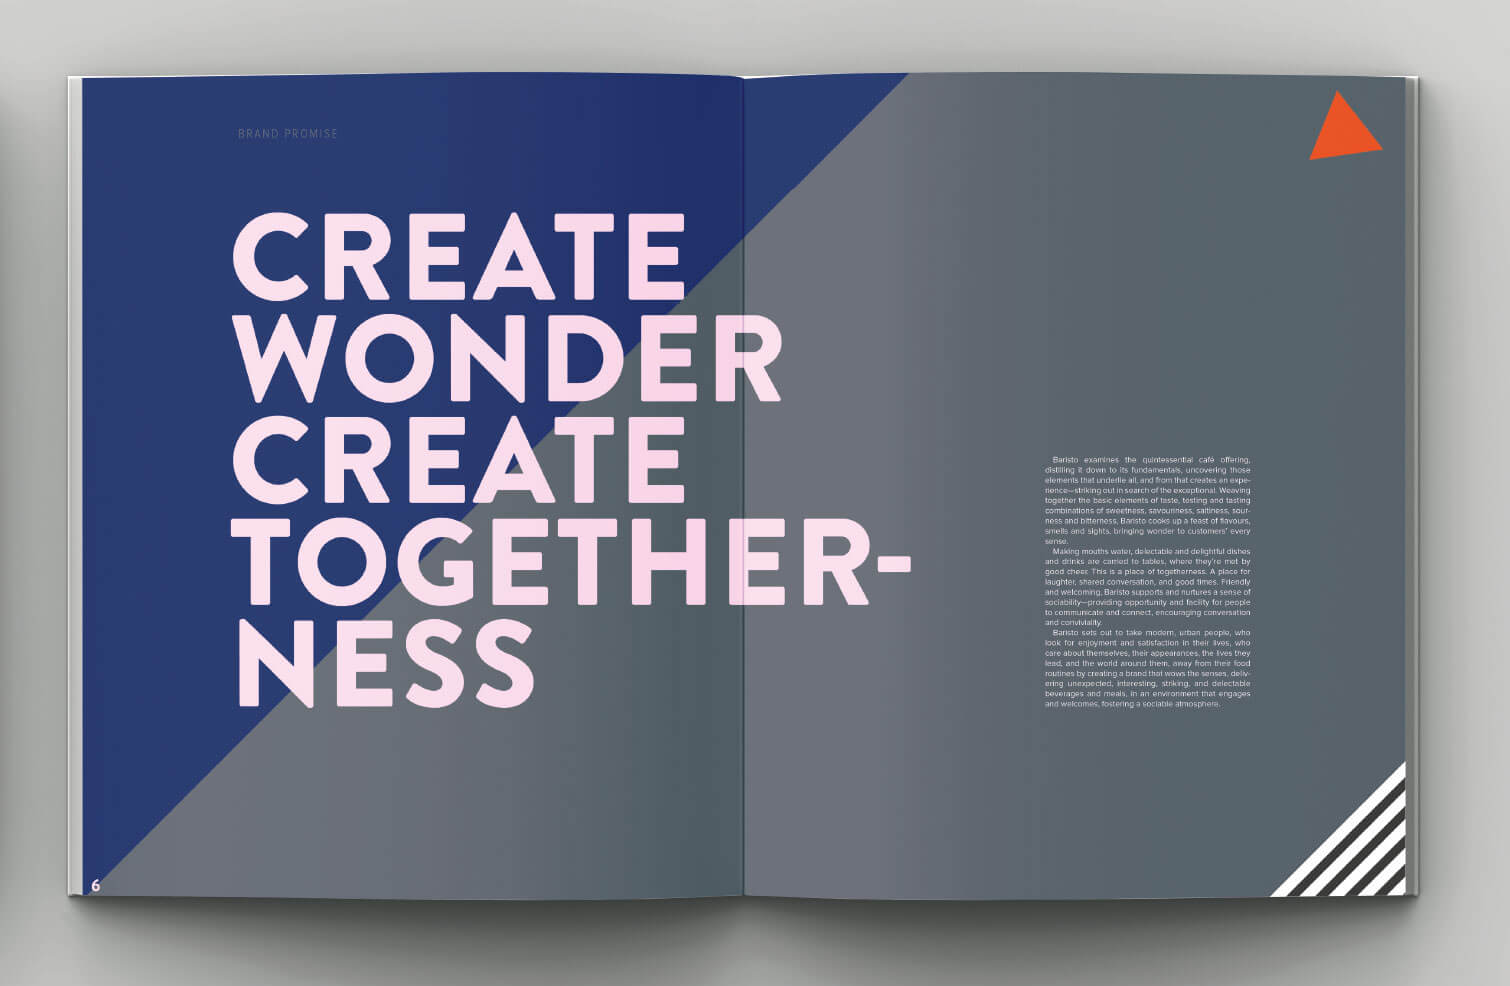 BRAND PROMISE
CREATE
WONDER
CREATE
TOGETHER-
NESS
Baristo examines the quintessential café offering,
distilling it down to its fundamentals, uncovering those
elements that underlie all, and from that creates an expe-
rience—striking out in search of the exceptional. Weaving
together the basic elements of taste, testing and tasting
combinations of sweetness, savouriness, saltiness, sour-
ness and bitterness, Baristo cooks up a feast of flavours,
smells and sights, bringing wonder to customers' every
sense.
Making mouths water, delectable and delightful dishes
and drinks are carried to tables, where they're met by
good cheer. This is a place of togetherness. A place for
laughter, shared conversation, and good times. Friendly
and welcoming, Baristo supports and nurtures a sense of
sociability—providing opportunity and facility for people
to communicate and connect, encouraging conversation
and conviviality.
Baristo sets out to take modern, urban people, who
look for enjoyment and satisfaction in their lives, who
care about themselves, their appearances, the lives they
lead, and the world around them, away from their food
routines by creating a brand that wows the senses, deliv-
ering unexpected, interesting, striking, and delectable
beverages and meals, in an environment that engages
and welcomes, fostering a sociable atmosphere.
6